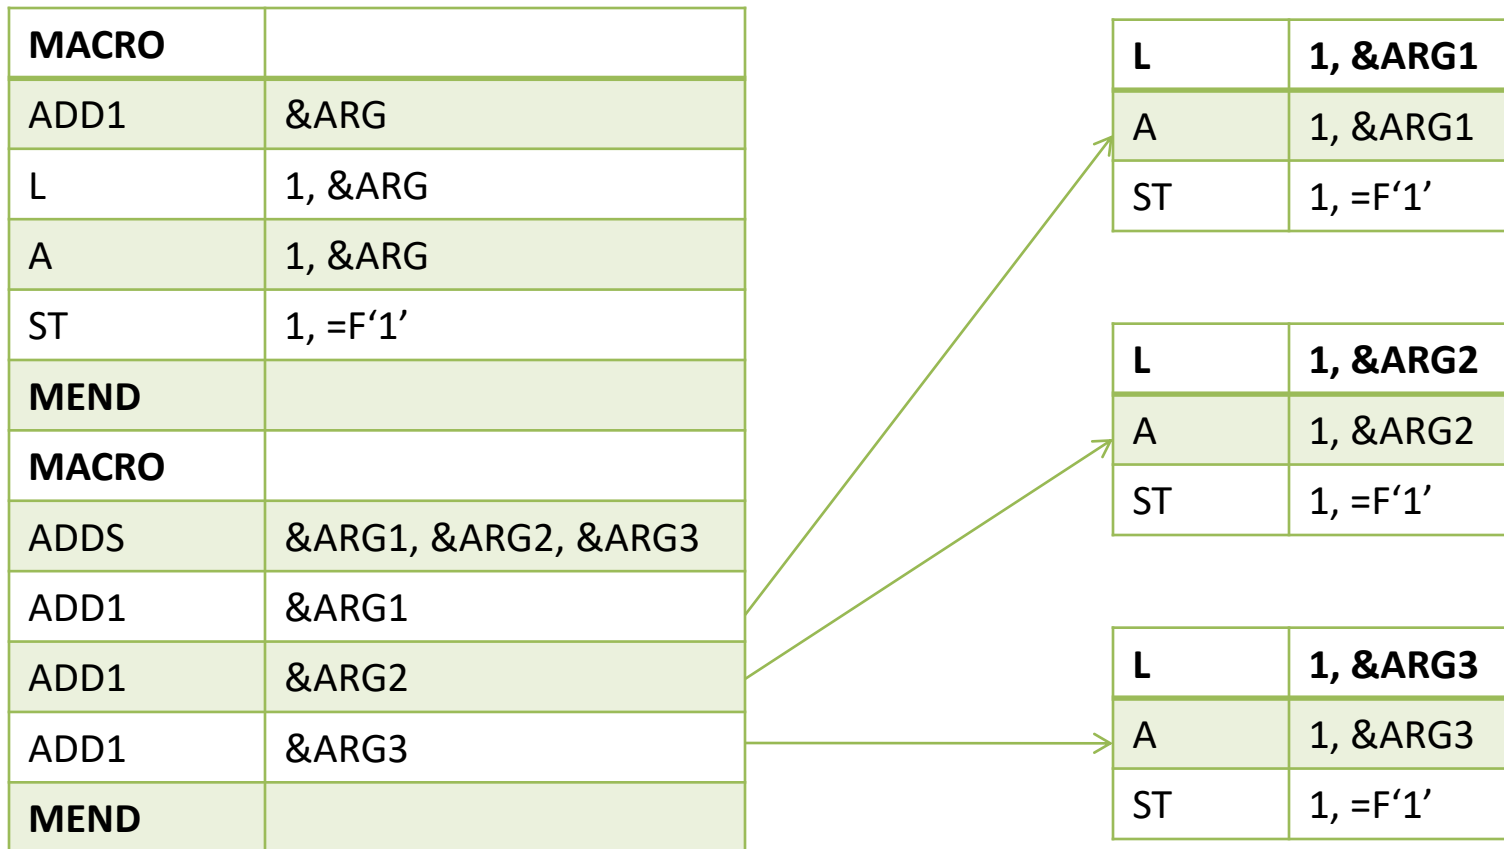 MACRO
ADD1 &ARG
L 1, &ARG
A 1, &ARG
ST 1, =F‘1’
MEND
MACRO
ADDS &ARG1, &ARG2, &ARG3
ADD1 &ARG1
ADD1 &ARG2
ADD1 &ARG3
MEND
L 1, &ARG1
A 1, &ARG1
ST 1, =F‘1’
L 1, &ARG2
A 1, &ARG2
ST 1, =F‘1’
L 1, &ARG3
A 1, &ARG3
ST 1, =F‘1’